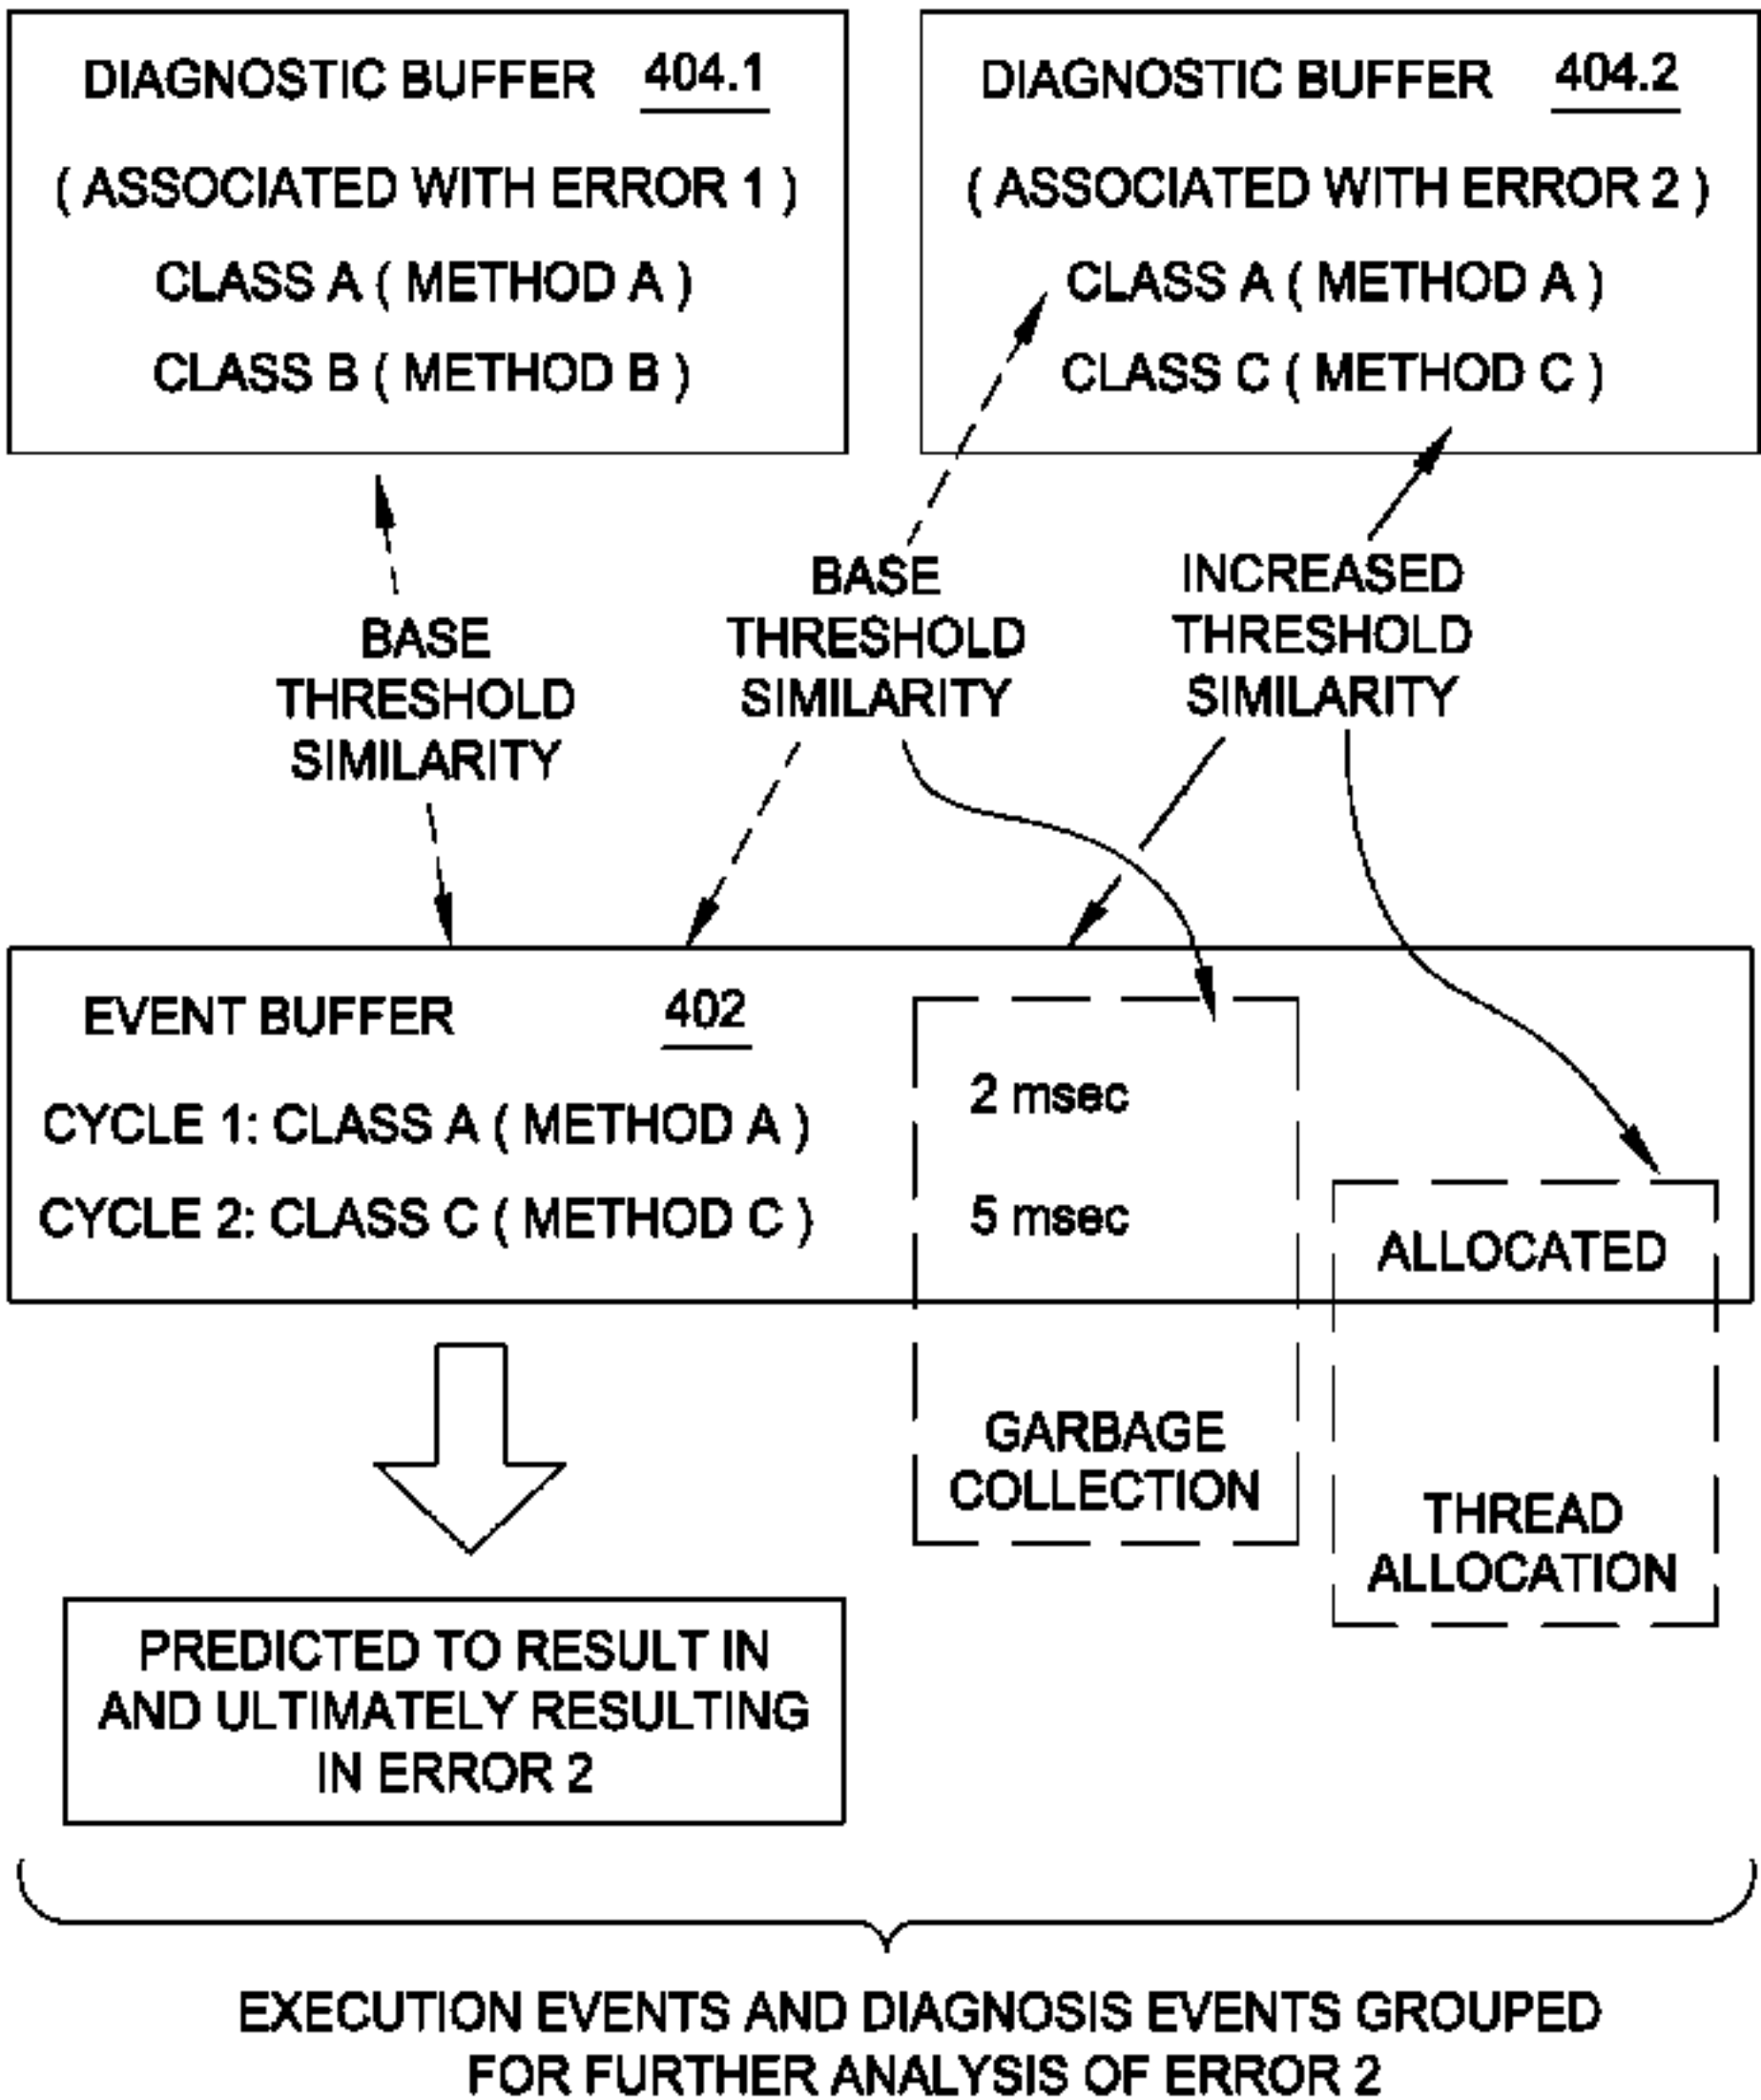 DIAGNOSTIC BUFFER 404.1
( ASSOCIATED WITH ERROR 1 )
CLASS A ( METHOD A )
CLASS B ( METHOD B )
DIAGNOSTIC BUFFER 404.2
( ASSOCIATED WITH ERROR 2 )
CLASS A ( METHOD A )
CLASS C ( METHOD C )
BASE
THRESHOLD
SIMILARITY
BASE
THRESHOLD
SIMILARITY
INCREASED
THRESHOLD
SIMILARITY
EVENT BUFFER 402
CYCLE 1: CLASS A ( METHOD A )
CYCLE 2: CLASS C ( METHOD C )
2 msec
5 msec
GARBAGE
COLLECTION
ALLOCATED
THREAD
ALLOCATION
PREDICTED TO RESULT IN
AND ULTIMATELY RESULTING
IN ERROR 2
EXECUTION EVENTS AND DIAGNOSIS EVENTS GROUPED
FOR FURTHER ANALYSIS OF ERROR 2